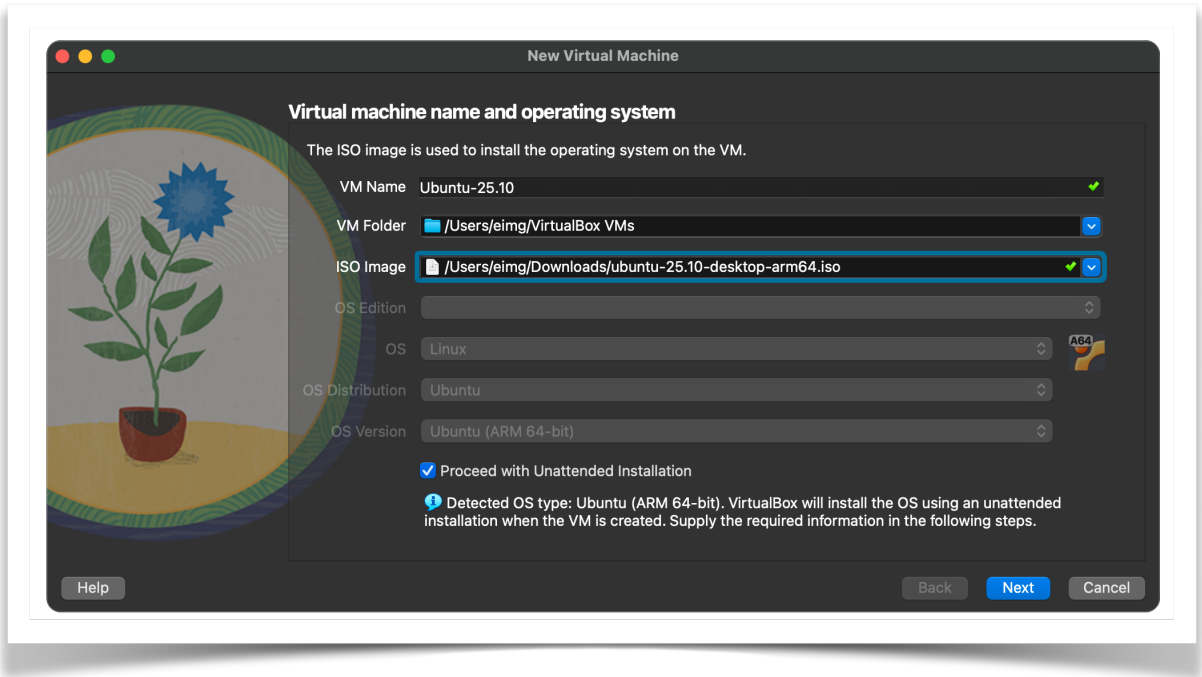 New Virtual Machine
Virtual machine name and operating system
The ISO image is used to install the operating system on the VM.
VM Name Ubuntu-25.10
VM Folder /Users/eimg/VirtualBox VMs
ISO Image /Users/eimg/Downloads/ubuntu-25.10-desktop-arm64.iso
OS Edition
OS Linux A64
OS Distribution Ubuntu
OS Version Ubuntu (ARM 64-bit)
Proceed with Unattended Installation
Detected OS type: Ubuntu (ARM 64-bit). VirtualBox will install the OS using an unattended
installation when the VM is created. Supply the required information in the following steps.
Help Back Next Cancel